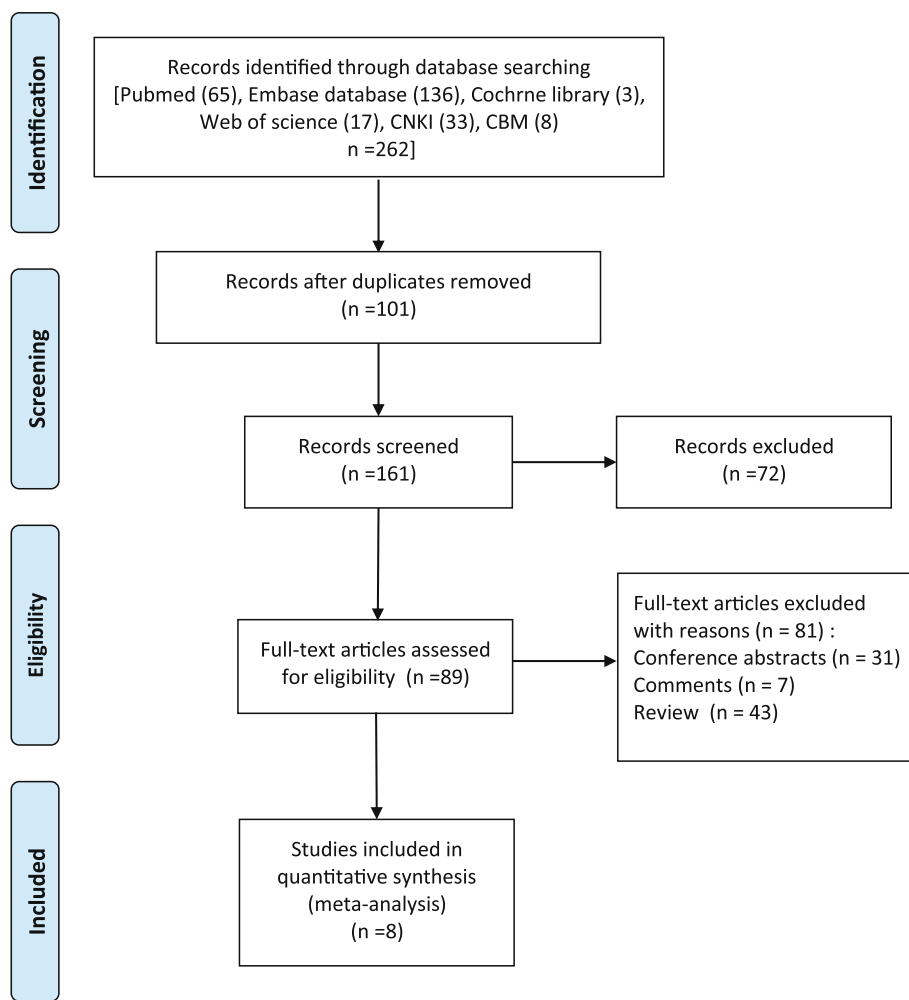 Identification
Records identified through database searching
[Pubmed (65), Embase database (136), Cochrne library (3),
Web of science (17), CNKI (33), CBM (8)
n =262]
Screening
Records after duplicates removed
(n =101)
Records screened
(n =161)
Records excluded
(n =72)
Eligibility
Full-text articles assessed
for eligibility (n =89)
Full-text articles excluded
with reasons (n = 81) :
Conference abstracts (n = 31)
Comments (n = 7)
Review (n = 43)
Included
Studies included in
quantitative synthesis
(meta-analysis)
(n =8)